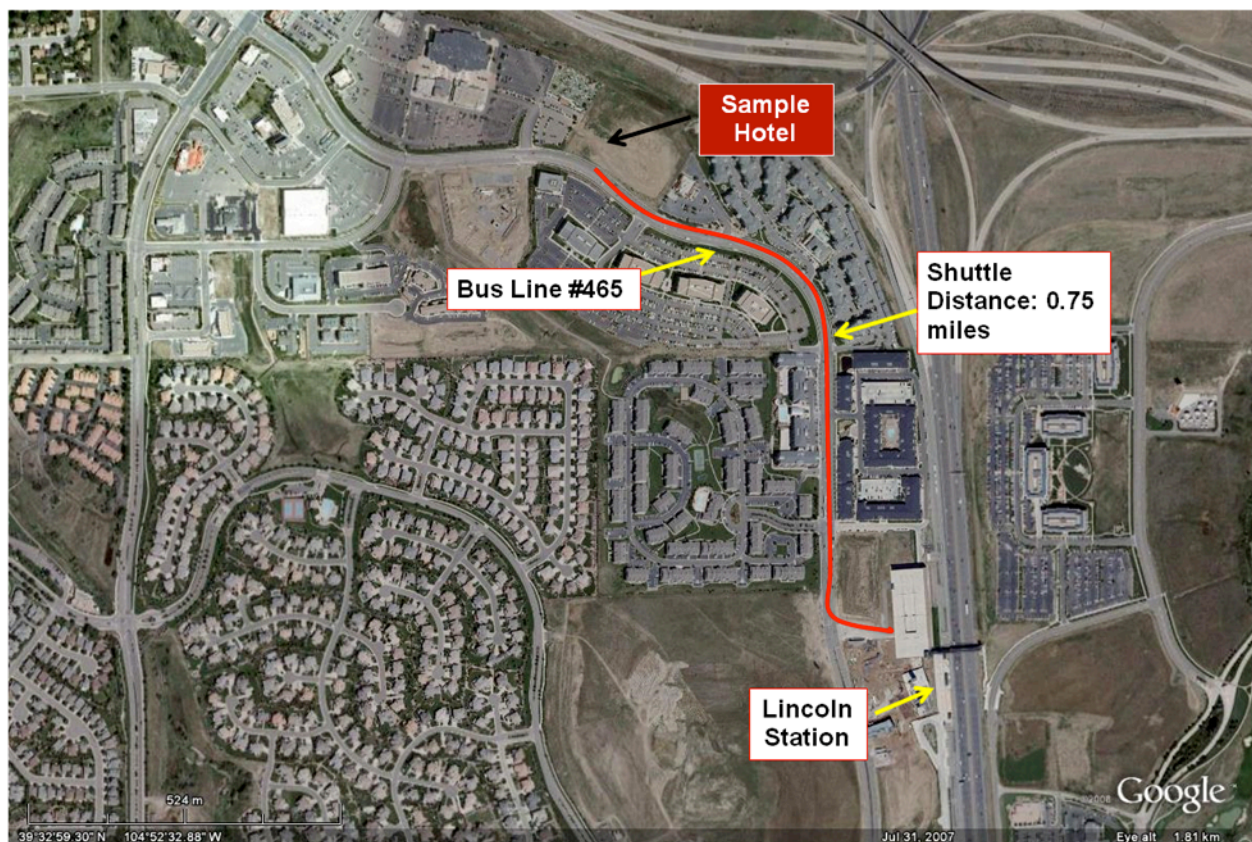 Sample
Hotel
Bus Line #465
Shuttle
Distance: 0.75
miles
Lincoln
Station
524 m
©2008 Google
39°32'59.30" N 104°52'32.88" W Jul 31, 2007 Eye alt 1.81 km